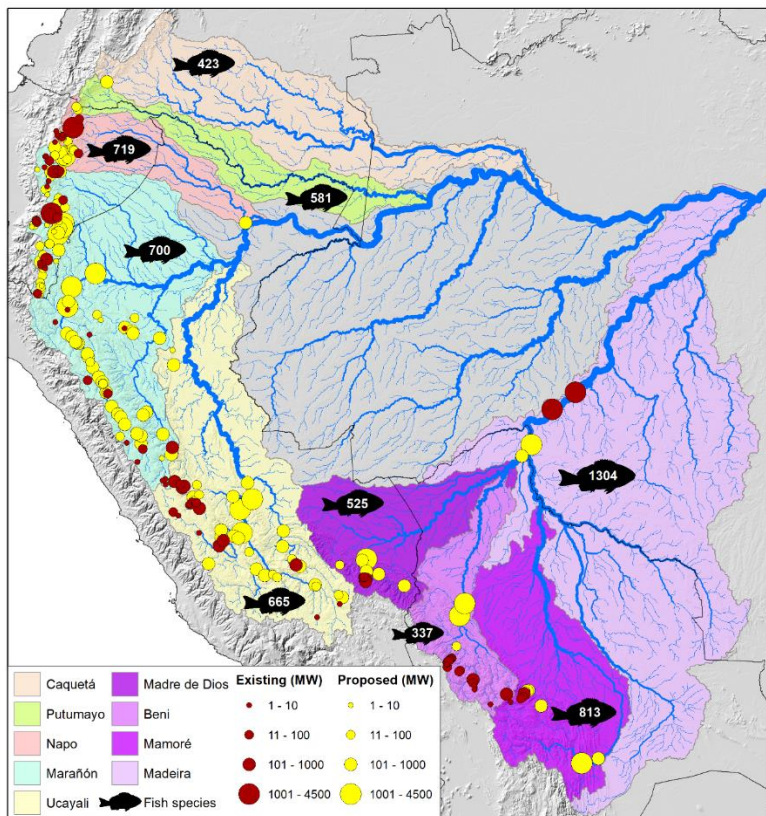 423
719
581
700
1304
525
665
337
813
Caquetá
Putumayo
Napo
Marañón
Ucayali
Madre de Dios
Beni
Mamoré
Madeira
Fish species
Existing (MW)
1 - 10
11 - 100
101 - 1000
1001 - 4500
Proposed (MW)
1 - 10
11 - 100
101 - 1000
1001 - 4500